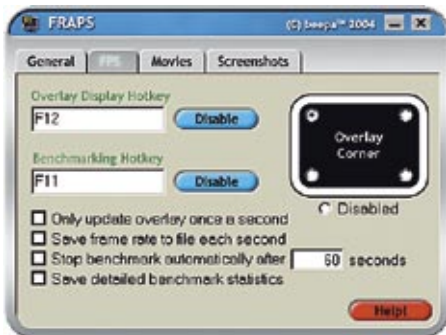 FRAPS (C) beepa™ 2004
General FPS Movies Screenshots
Overlay Display Hotkey
F12 Disable
Overlay
Corner
Benchmarking Hotkey
F11 Disable
Disabled
Only update overlay once a second
Save frame rate to file each second
Stop benchmark automatically after 60 seconds
Save detailed benchmark statistics
Help!